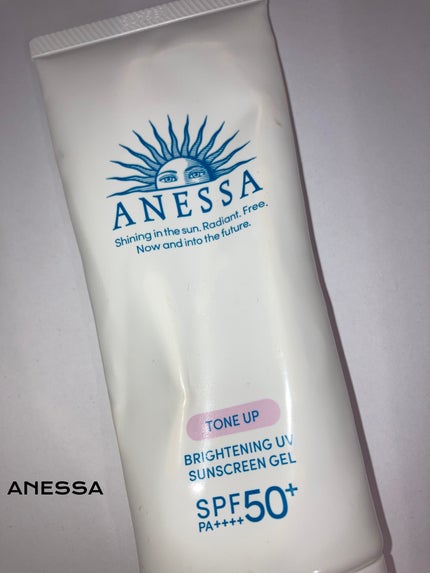 ANESSA
Shining in the sun. Radiant. Free.
Now and into the future.
TONE UP
BRIGHTENING UV
SUNSCREEN GEL
SPF50+
PA++++
ANESSA